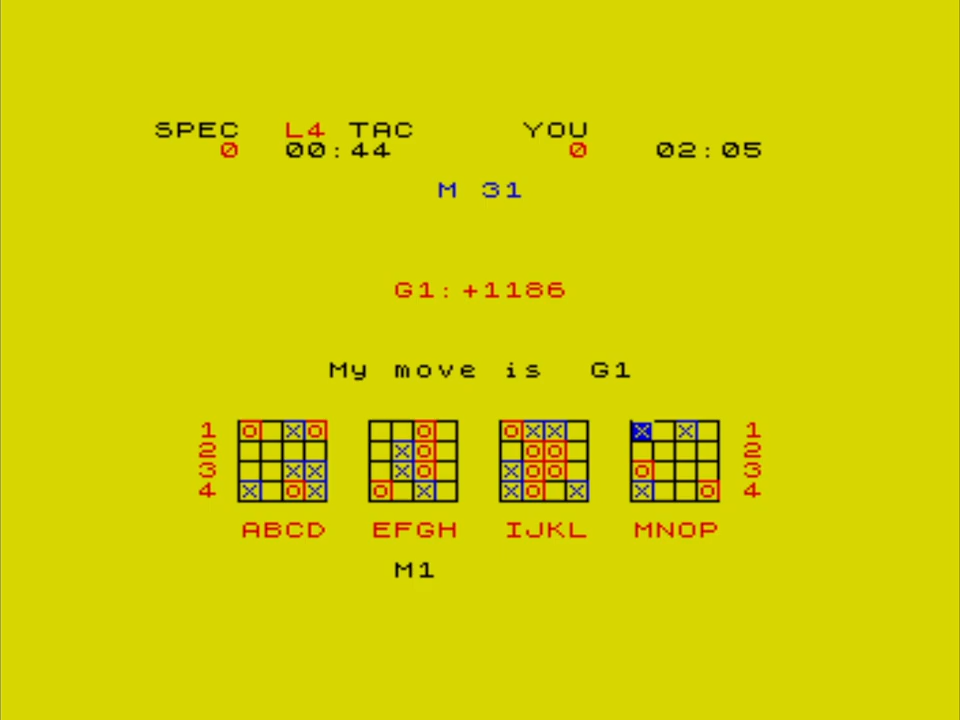 SPEC L4 TAC YOU
0 00:44 0 02:05
M 31
G1:+1186
My move is G1
1 O X O O O X X X X 1
2 X O O O 2
3 X X X O X O O O 3
4 X O X O X X O X X O 4
ABCD EFGH IJKL MNOP
M1